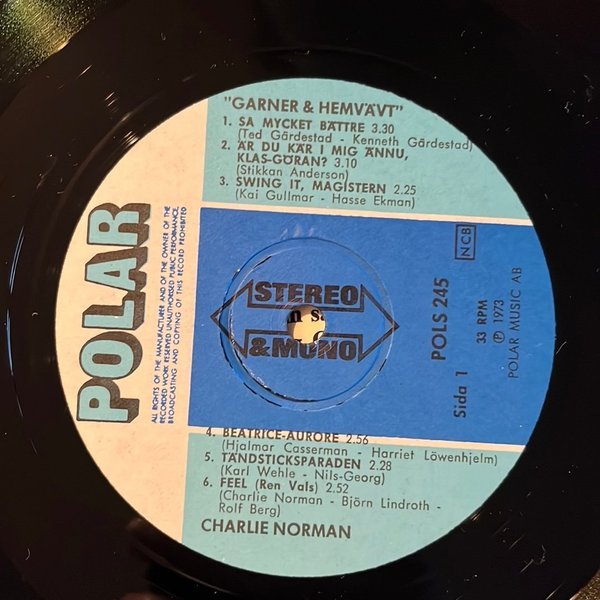 "GARNER & HEMVÄVT"
1. SA MYCKET BÄTTRE 3.30
(Ted Gärdestad - Kenneth Gärdestad)
2. ÄR DU KÄR I MIG ÄNNU,
KLAS-GÖRAN? 3.10
(Stikkan Anderson)
3. SWING IT, MAGISTERN 2.25
(Kai Gullmar - Hasse Ekman)
POLAR
ALL RIGHTS OF THE MANUFACTURER AND OF THE OWNER OF THE
RECORDED WORK RESERVED UNAUTHORISED PUBLIC PERFORMANCE,
BROADCASTING AND COPYING OF THIS RECORD PROHIBITED
STEREO
& MONO
NCB
POLS 245
Sida 1
33 RPM
Ⓟ 1973
POLAR MUSIC AB
4. BEATRICE-AURORE 2.56
(Hjalmar Casserman - Harriet Löwenhjelm)
5. TÄNDSTICKSPARADEN 2.28
(Karl Wehle - Nils-Georg)
6. FEEL (Ren Vals) 2.52
(Charlie Norman - Björn Lindroth -
Rolf Berg)
CHARLIE NORMAN